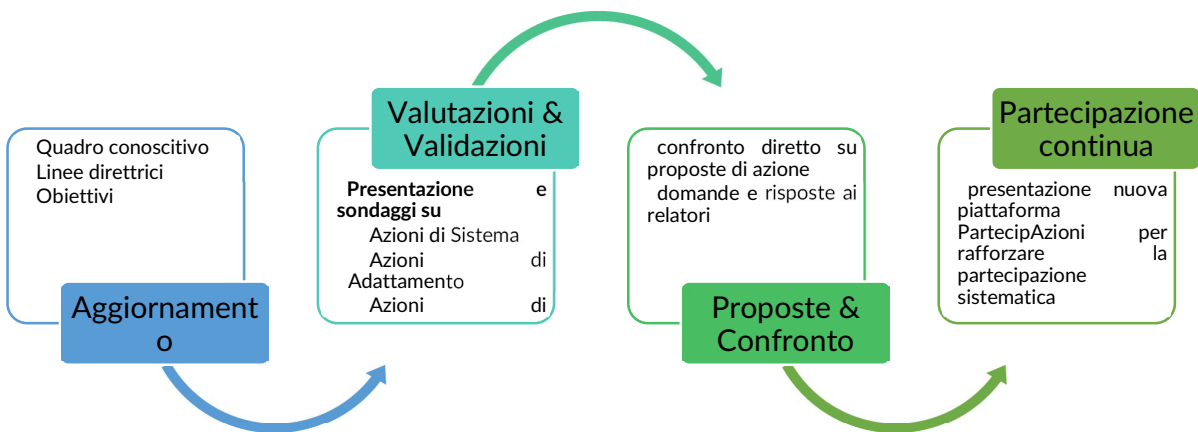 Quadro conoscitivo
Linee direttrici
Obiettivi
Aggiornament
o
Valutazioni &
Validazioni
Presentazione e
sondaggi su
Azioni di Sistema
Azioni di
Adattamento
Azioni di
confronto diretto su
proposte di azione
domande e risposte ai
relatori
Proposte &
Confronto
Partecipazione
continua
presentazione nuova
piattaforma
PartecipAzioni per
rafforzare la
partecipazione
sistematica